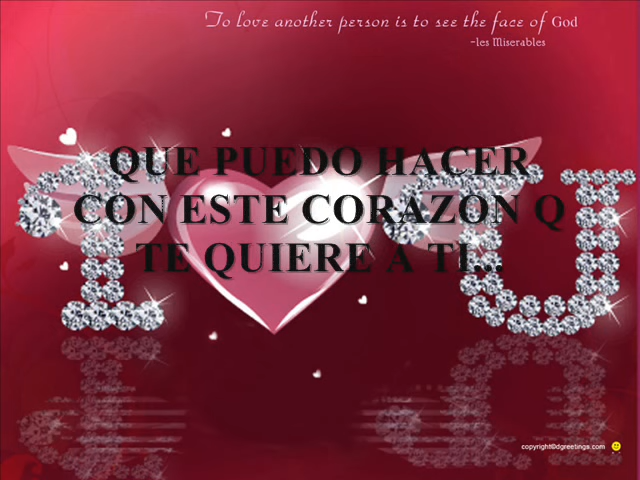 To love another person is to see the face of God
-les Miserables
QUE PUEDO HACER
CON ESTE CORAZON Q
TE QUIERE A TI...
I U
copyright©dgreetings.com